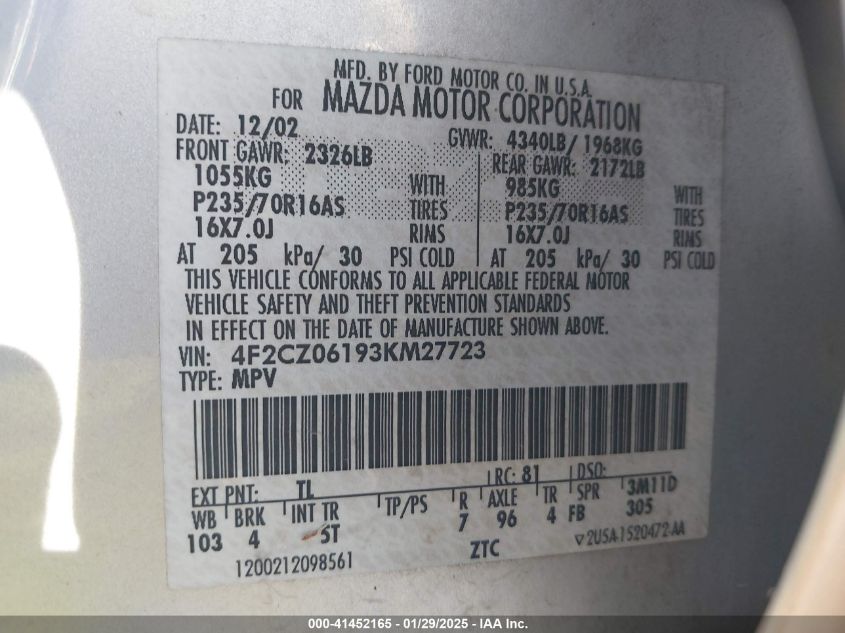 MFD. BY FORD MOTOR CO. IN U.S.A.
FOR MAZDA MOTOR CORPORATION
DATE: 12/02 GVWR: 4340LB/ 1968KG
FRONT GAWR: 2326LB REAR GAWR: 2172LB
1055KG WITH 985KG WITH
P235/70R16AS TIRES P235/70R16AS TIRES
16X7.0J RIMS 16X7.0J RIMS
AT 205 kPa/ 30 PSI COLD AT 205 kPa/ 30 PSI COLD
THIS VEHICLE CONFORMS TO ALL APPLICABLE FEDERAL MOTOR
VEHICLE SAFETY AND THEFT PREVENTION STANDARDS
IN EFFECT ON THE DATE OF MANUFACTURE SHOWN ABOVE.
VIN: 4F2CZ06193KM27723
TYPE: MPV
EXT PNT: TL RC: 81 DSO:
WB BRK INT TR TP/PS R AXLE TR SPR 3M11D
103 4 5T 7 96 4 FB 305
1200212098561 ZTC ▽2U5A-1520472-AA
000-41452165 - 01/29/2025 - IAA Inc.